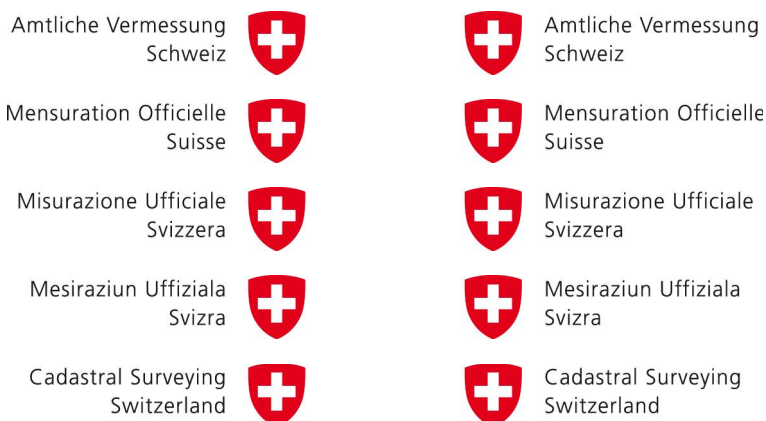 Amtliche Vermessung
Schweiz
Amtliche Vermessung
Schweiz
Mensuration Officielle
Suisse
Mensuration Officielle
Suisse
Misurazione Ufficiale
Svizzera
Misurazione Ufficiale
Svizzera
Mesiraziun Uffiziala
Svizra
Mesiraziun Uffiziala
Svizra
Cadastral Surveying
Switzerland
Cadastral Surveying
Switzerland